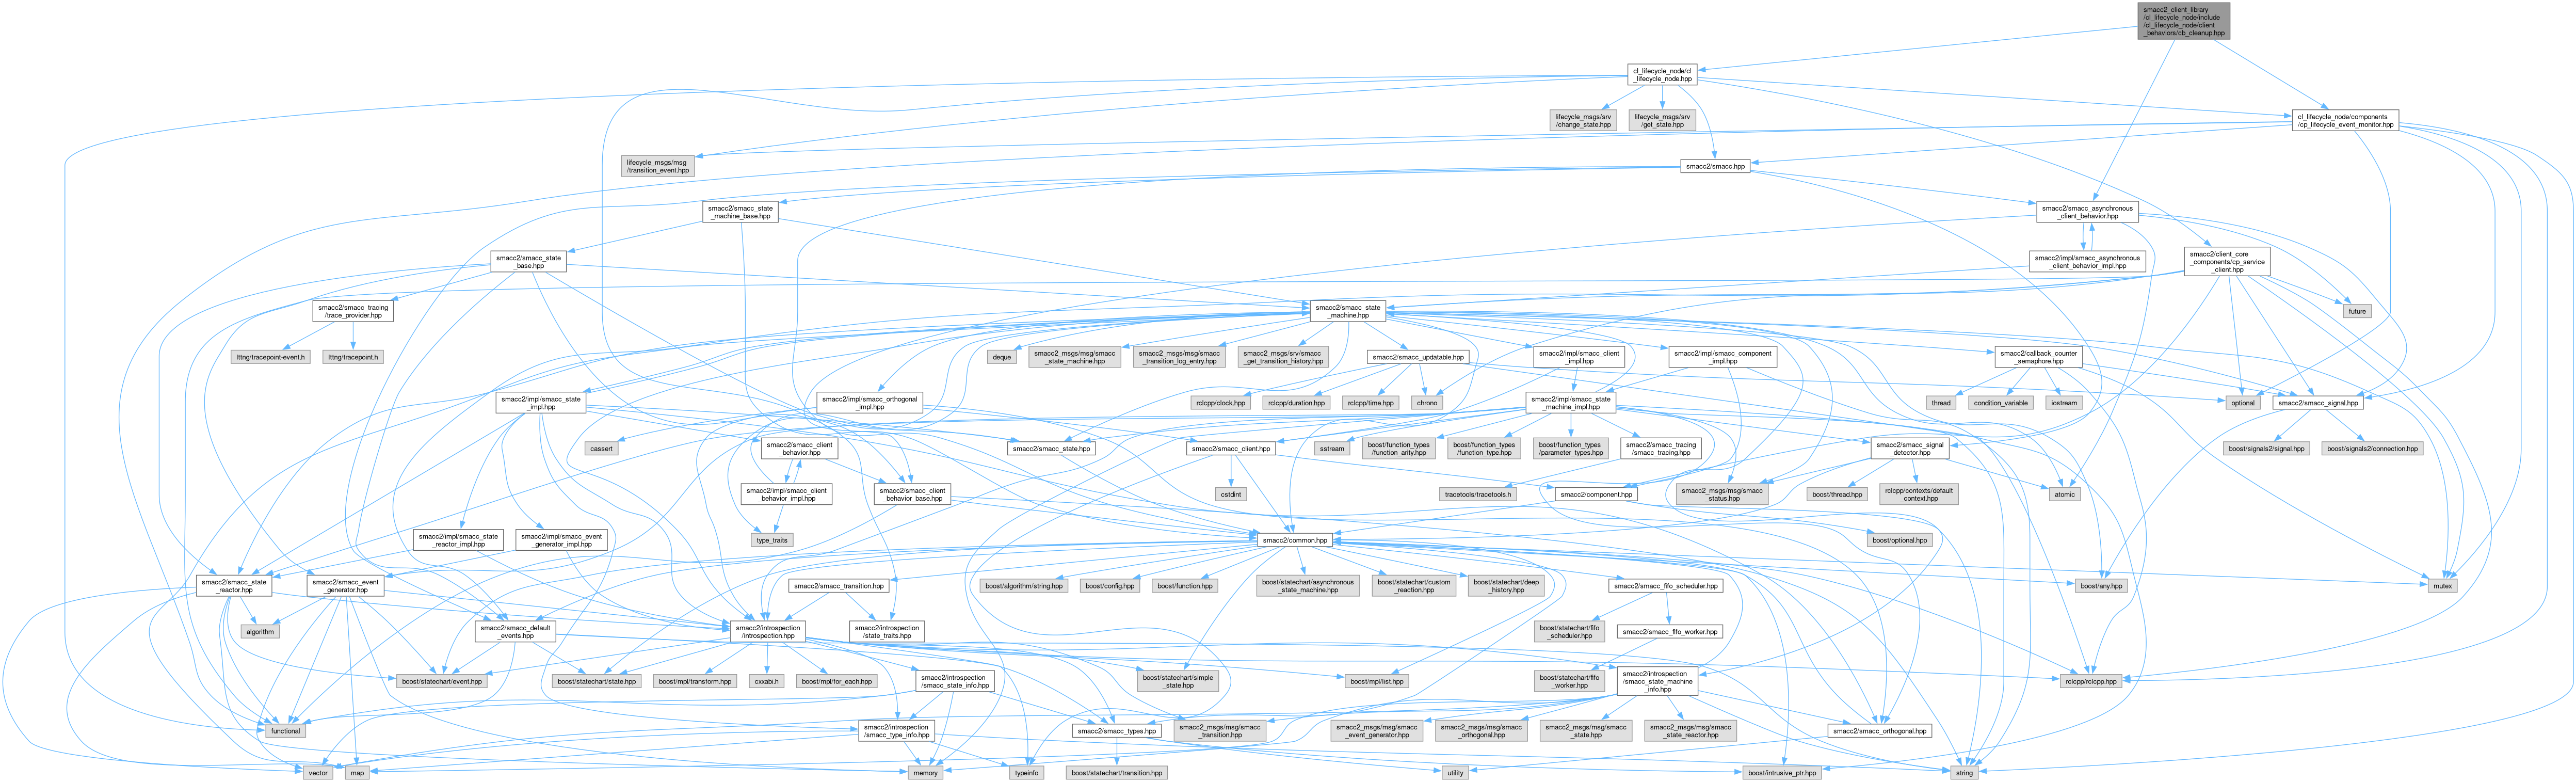 smacc2_client_library
/cl_lifecycle_node/include
/cl_lifecycle_node/client
_behaviors/cb_cleanup.hpp
cl_lifecycle_node/cl
_lifecycle_node.hpp
lifecycle_msgs/srv
/change_state.hpp
lifecycle_msgs/srv
/get_state.hpp
cl_lifecycle_node/components
/cp_lifecycle_event_monitor.hpp
lifecycle_msgs/msg
/transition_event.hpp
smacc2/smacc.hpp
smacc2/smacc_state
_machine_base.hpp
smacc2/smacc_asynchronous
_client_behavior.hpp
smacc2/smacc_state
_base.hpp
smacc2/impl/smacc_asynchronous
_client_behavior_impl.hpp
smacc2/client_core
_components/cp_service
_client.hpp
smacc2/smacc_tracing
/trace_provider.hpp
smacc2/smacc_state
_machine.hpp
future
lttng/tracepoint-event.h
lttng/tracepoint.h
deque
smacc2_msgs/msg/smacc
_state_machine.hpp
smacc2_msgs/msg/smacc
_transition_log_entry.hpp
smacc2_msgs/srv/smacc
_get_transition_history.hpp
smacc2/smacc_updatable.hpp
smacc2/impl/smacc_client
_impl.hpp
smacc2/impl/smacc_component
_impl.hpp
smacc2/callback_counter
_semaphore.hpp
smacc2/impl/smacc_state
_impl.hpp
smacc2/impl/smacc_orthogonal
_impl.hpp
rclcpp/clock.hpp
rclcpp/duration.hpp
rclcpp/time.hpp
chrono
smacc2/impl/smacc_state
_machine_impl.hpp
thread
condition_variable
iostream
optional
smacc2/smacc_signal.hpp
cassert
smacc2/smacc_client
_behavior.hpp
smacc2/smacc_state.hpp
smacc2/smacc_client.hpp
sstream
boost/function_types
/function_arity.hpp
boost/function_types
/function_type.hpp
boost/function_types
/parameter_types.hpp
smacc2/smacc_tracing
/smacc_tracing.hpp
smacc2/smacc_signal
_detector.hpp
boost/signals2/signal.hpp
boost/signals2/connection.hpp
smacc2/impl/smacc_client
_behavior_impl.hpp
smacc2/smacc_client
_behavior_base.hpp
cstdint
tracetools/tracetools.h
smacc2/component.hpp
smacc2_msgs/msg/smacc
_status.hpp
boost/thread.hpp
rclcpp/contexts/default
_context.hpp
atomic
smacc2/impl/smacc_state
_reactor_impl.hpp
smacc2/impl/smacc_event
_generator_impl.hpp
type_traits
smacc2/common.hpp
boost/optional.hpp
smacc2/smacc_state
_reactor.hpp
smacc2/smacc_event
_generator.hpp
smacc2/smacc_transition.hpp
boost/algorithm/string.hpp
boost/config.hpp
boost/function.hpp
boost/statechart/asynchronous
_state_machine.hpp
boost/statechart/custom
_reaction.hpp
boost/statechart/deep
_history.hpp
smacc2/smacc_fifo_scheduler.hpp
boost/any.hpp
mutex
algorithm
smacc2/smacc_default
_events.hpp
smacc2/introspection
/introspection.hpp
smacc2/introspection
/state_traits.hpp
boost/statechart/fifo
_scheduler.hpp
smacc2/smacc_fifo_worker.hpp
boost/statechart/event.hpp
boost/statechart/state.hpp
boost/mpl/transform.hpp
cxxabi.h
boost/mpl/for_each.hpp
smacc2/introspection
/smacc_state_info.hpp
boost/statechart/simple
_state.hpp
boost/mpl/list.hpp
boost/statechart/fifo
_worker.hpp
smacc2/introspection
/smacc_state_machine
_info.hpp
rclcpp/rclcpp.hpp
functional
smacc2/introspection
/smacc_type_info.hpp
smacc2/smacc_types.hpp
smacc2_msgs/msg/smacc
_transition.hpp
smacc2_msgs/msg/smacc
_event_generator.hpp
smacc2_msgs/msg/smacc
_orthogonal.hpp
smacc2_msgs/msg/smacc
_state.hpp
smacc2_msgs/msg/smacc
_state_reactor.hpp
smacc2/smacc_orthogonal.hpp
vector
map
memory
typeinfo
boost/statechart/transition.hpp
utility
boost/intrusive_ptr.hpp
string